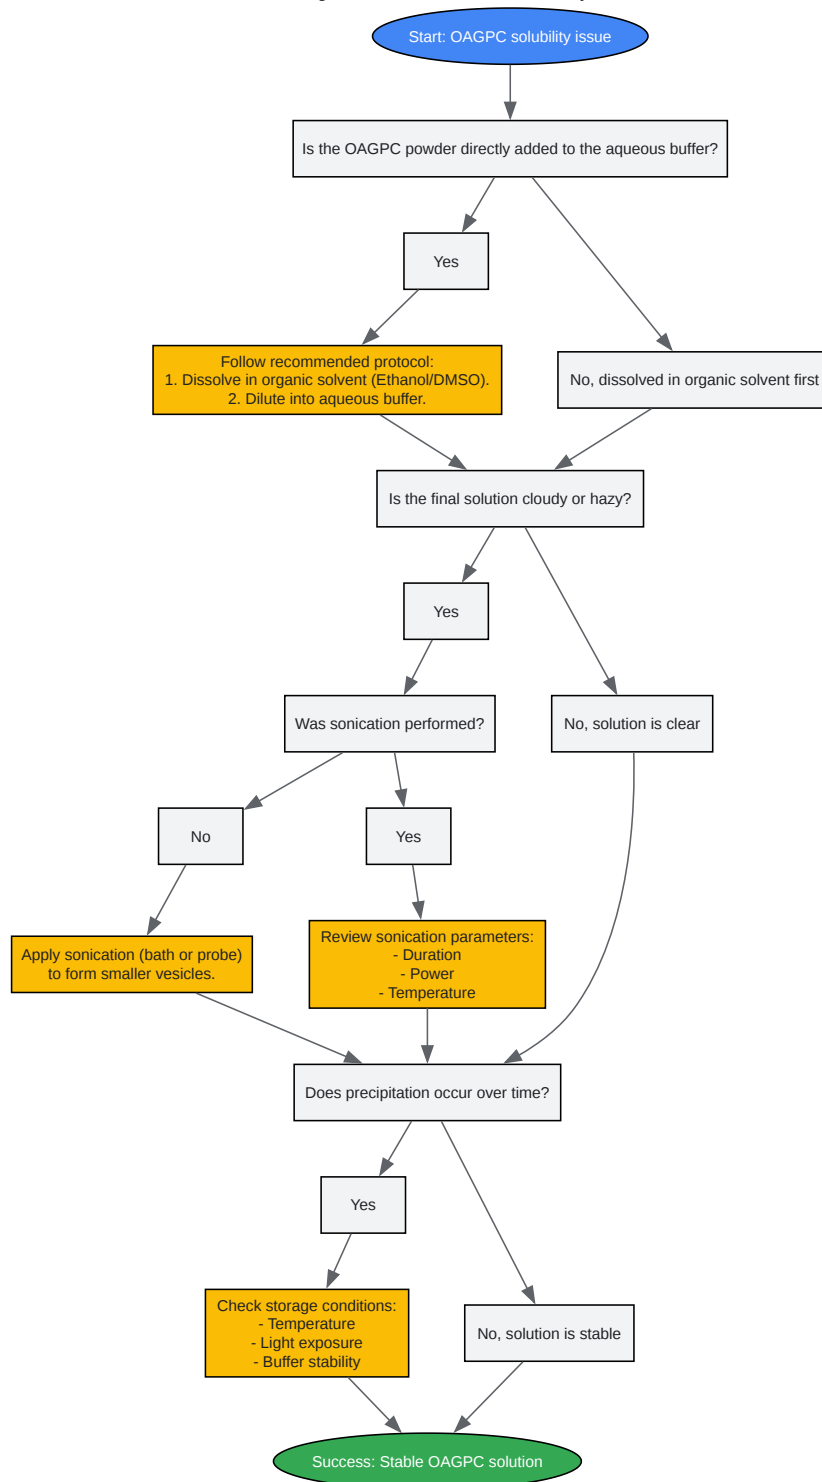 Start: OAGPC solubility issue
Is the OAGPC powder directly added to the aqueous buffer?
Yes
Follow recommended protocol:
1. Dissolve in organic solvent (Ethanol/DMSO).
2. Dilute into aqueous buffer.
No, dissolved in organic solvent first
Is the final solution cloudy or hazy?
Yes
Was sonication performed?
No, solution is clear
No
Yes
Apply sonication (bath or probe)
to form smaller vesicles.
Review sonication parameters:
- Duration
- Power
- Temperature
Does precipitation occur over time?
Yes
Check storage conditions:
- Temperature
- Light exposure
- Buffer stability
No, solution is stable
Success: Stable OAGPC solution